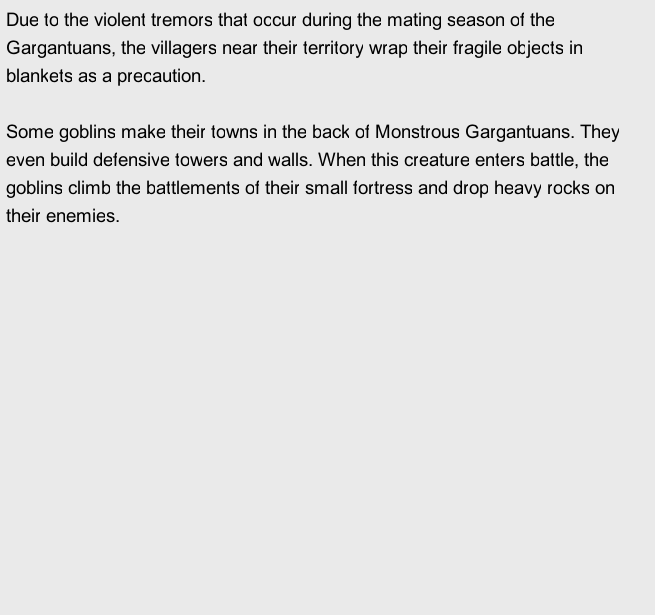 Due to the violent tremors that occur during the mating season of the
Gargantuans, the villagers near their territory wrap their fragile objects in
blankets as a precaution.
Some goblins make their towns in the back of Monstrous Gargantuans. They
even build defensive towers and walls. When this creature enters battle, the
goblins climb the battlements of their small fortress and drop heavy rocks on
their enemies.